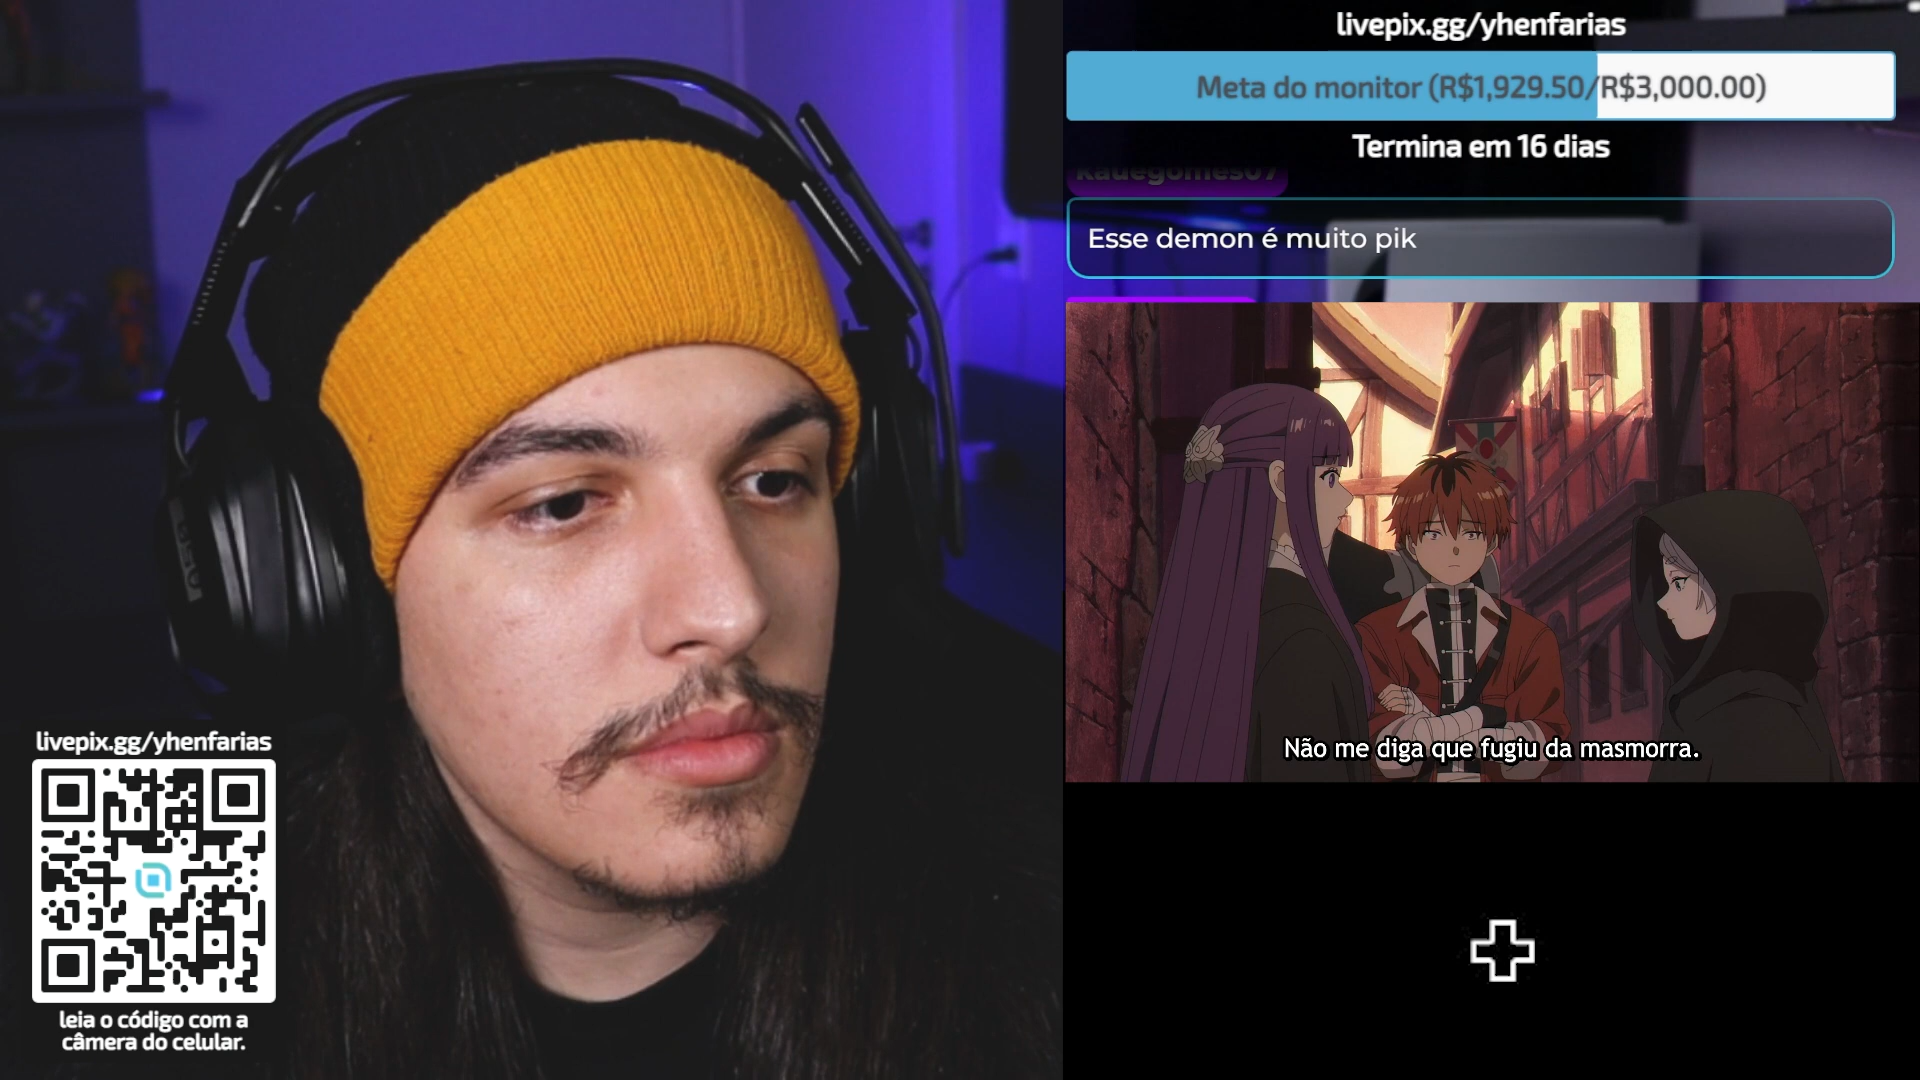 livepix.gg/yhenfarias
Meta do monitor (R$1,929.50/R$3,000.00)
Termina em 16 dias
kauegomes07
Esse demon é muito pik
Não me diga que fugiu da masmorra.
livepix.gg/yhenfarias
leia o código com a
câmera do celular.